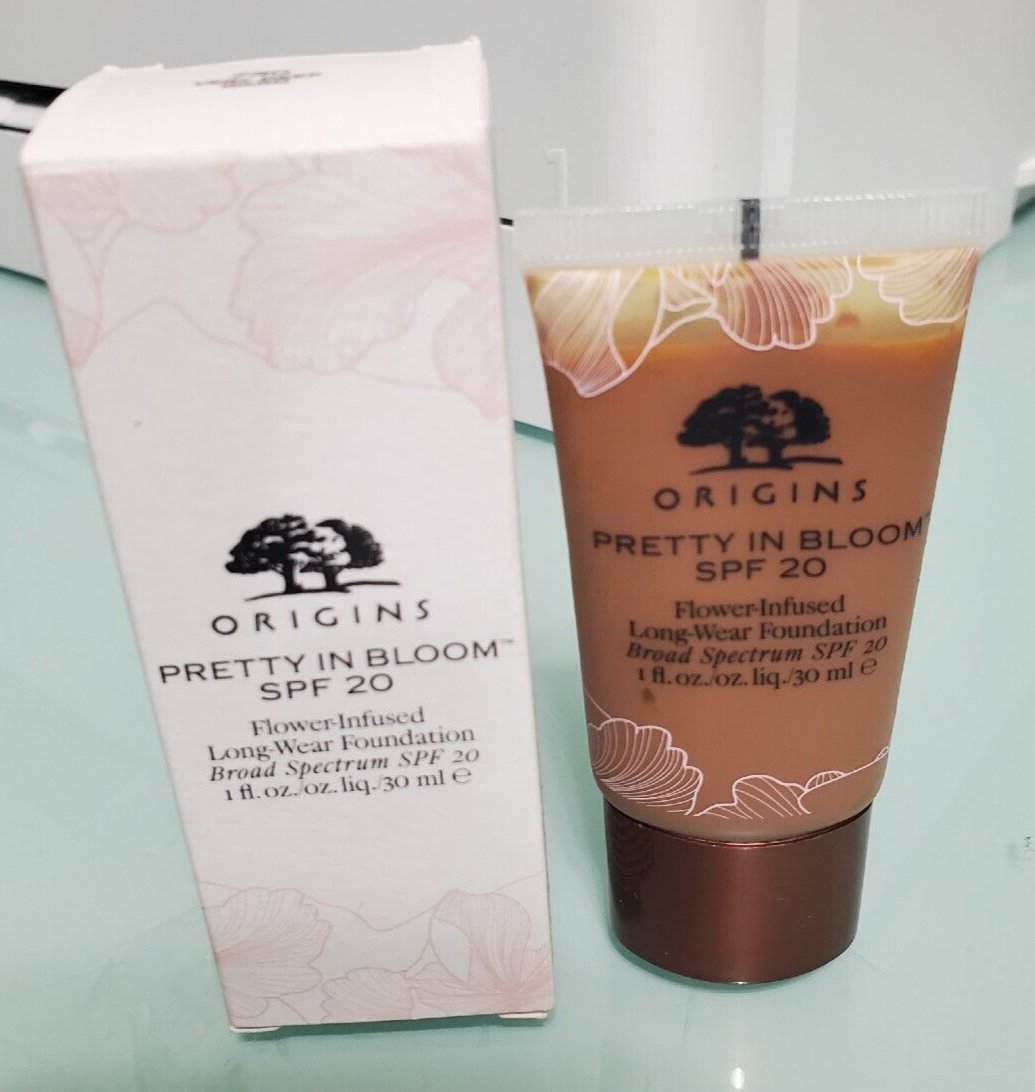 ORIGINS
PRETTY IN BLOOM™
SPF 20
Flower-Infused
Long-Wear Foundation
Broad Spectrum SPF 20
1 fl. oz./oz. liq./30 ml ℮
ORIGINS
PRETTY IN BLOOM™
SPF 20
Flower-Infused
Long-Wear Foundation
Broad Spectrum SPF 20
1 fl. oz./oz. liq./30 ml ℮